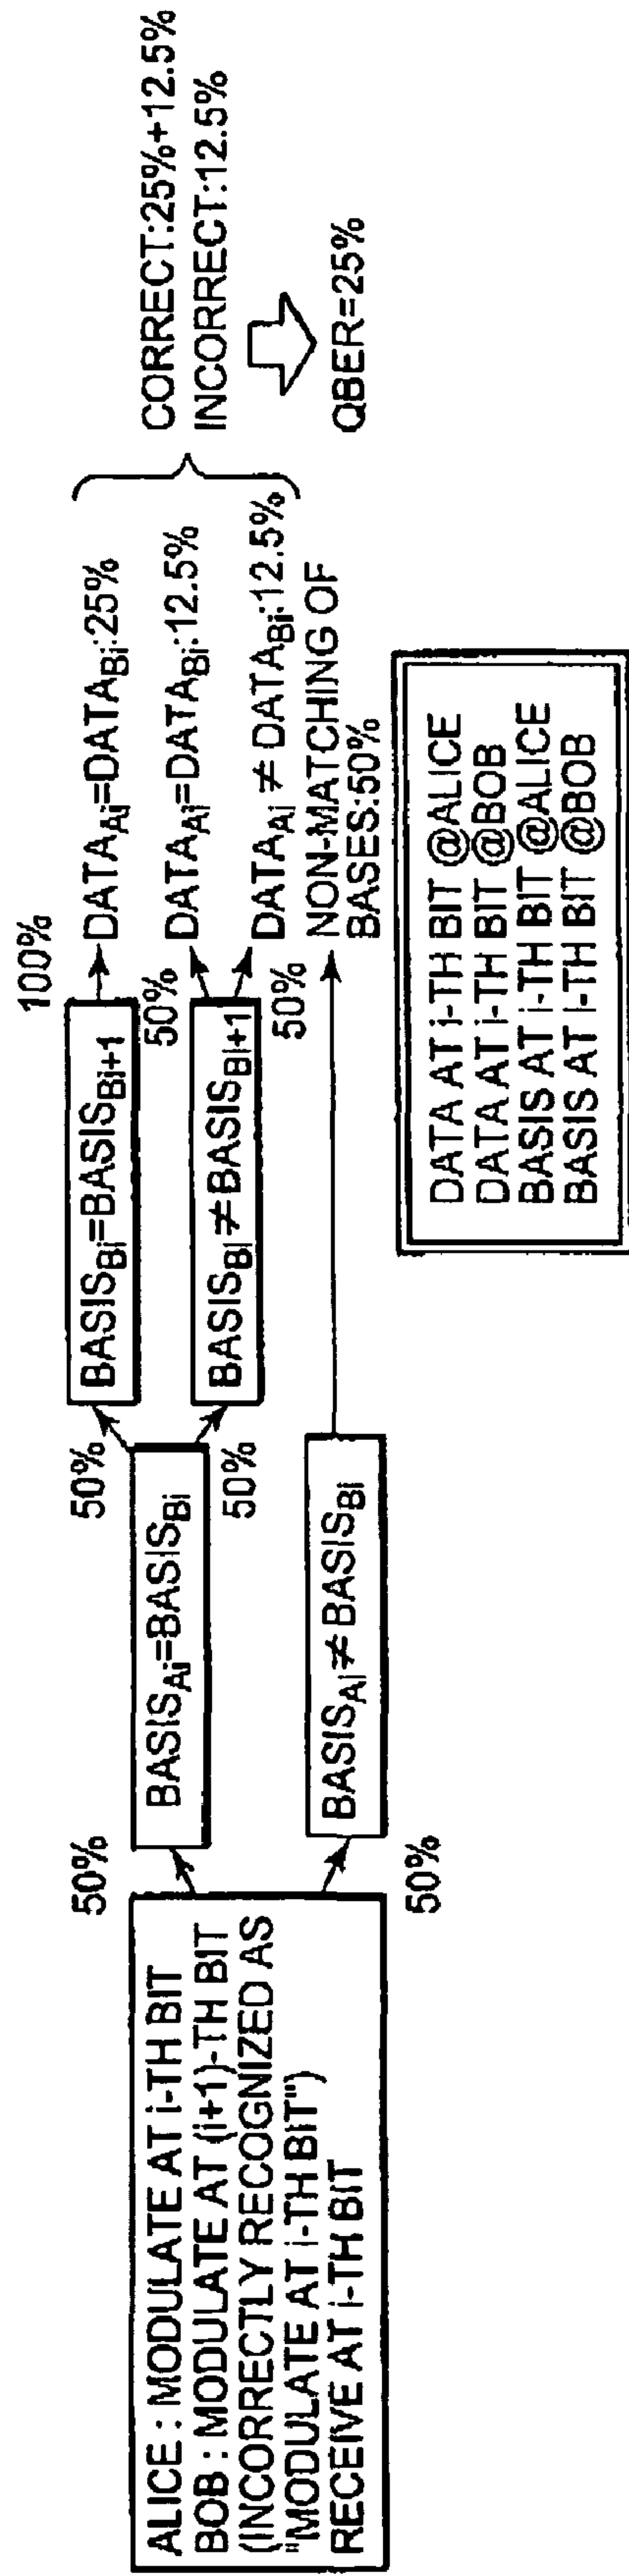 ALICE : MODULATE AT i-TH BIT
BOB : MODULATE AT (i+1)-TH BIT
(INCORRECTLY RECOGNIZED AS
"MODULATE AT i-TH BIT")
RECEIVE AT i-TH BIT
50%
50%
BASIS_Ai=BASIS_Bi
BASIS_Ai≠BASIS_Bi
50%
50%
BASIS_Bi=BASIS_Bi+1
BASIS_Bi≠BASIS_Bi+1
100%
50%
50%
DATA_Ai=DATA_Bi:25%
DATA_Ai=DATA_Bi:12.5%
DATA_Ai≠DATA_Bi:12.5%
NON-MATCHING OF
BASES:50%
CORRECT:25%+12.5%
INCORRECT:12.5%
QBER=25%
DATA AT i-TH BIT @ALICE
DATA AT i-TH BIT @BOB
BASIS AT i-TH BIT @ALICE
BASIS AT i-TH BIT @BOB